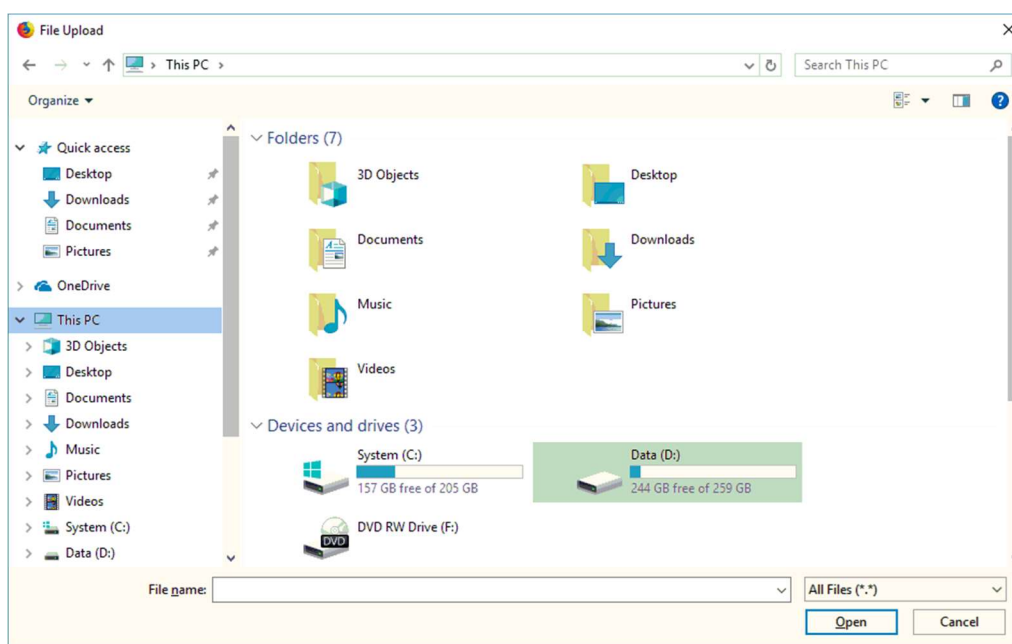 File Upload
This PC
Search This PC
Organize
Quick access
Desktop
Downloads
Documents
Pictures
OneDrive
This PC
3D Objects
Desktop
Documents
Downloads
Music
Pictures
Videos
System (C:)
Data (D:)
Folders (7)
3D Objects
Desktop
Documents
Downloads
Music
Pictures
Videos
Devices and drives (3)
System (C:)
157 GB free of 205 GB
Data (D:)
244 GB free of 259 GB
DVD
DVD RW Drive (F:)
File name:
All Files (*.*)
Open
Cancel